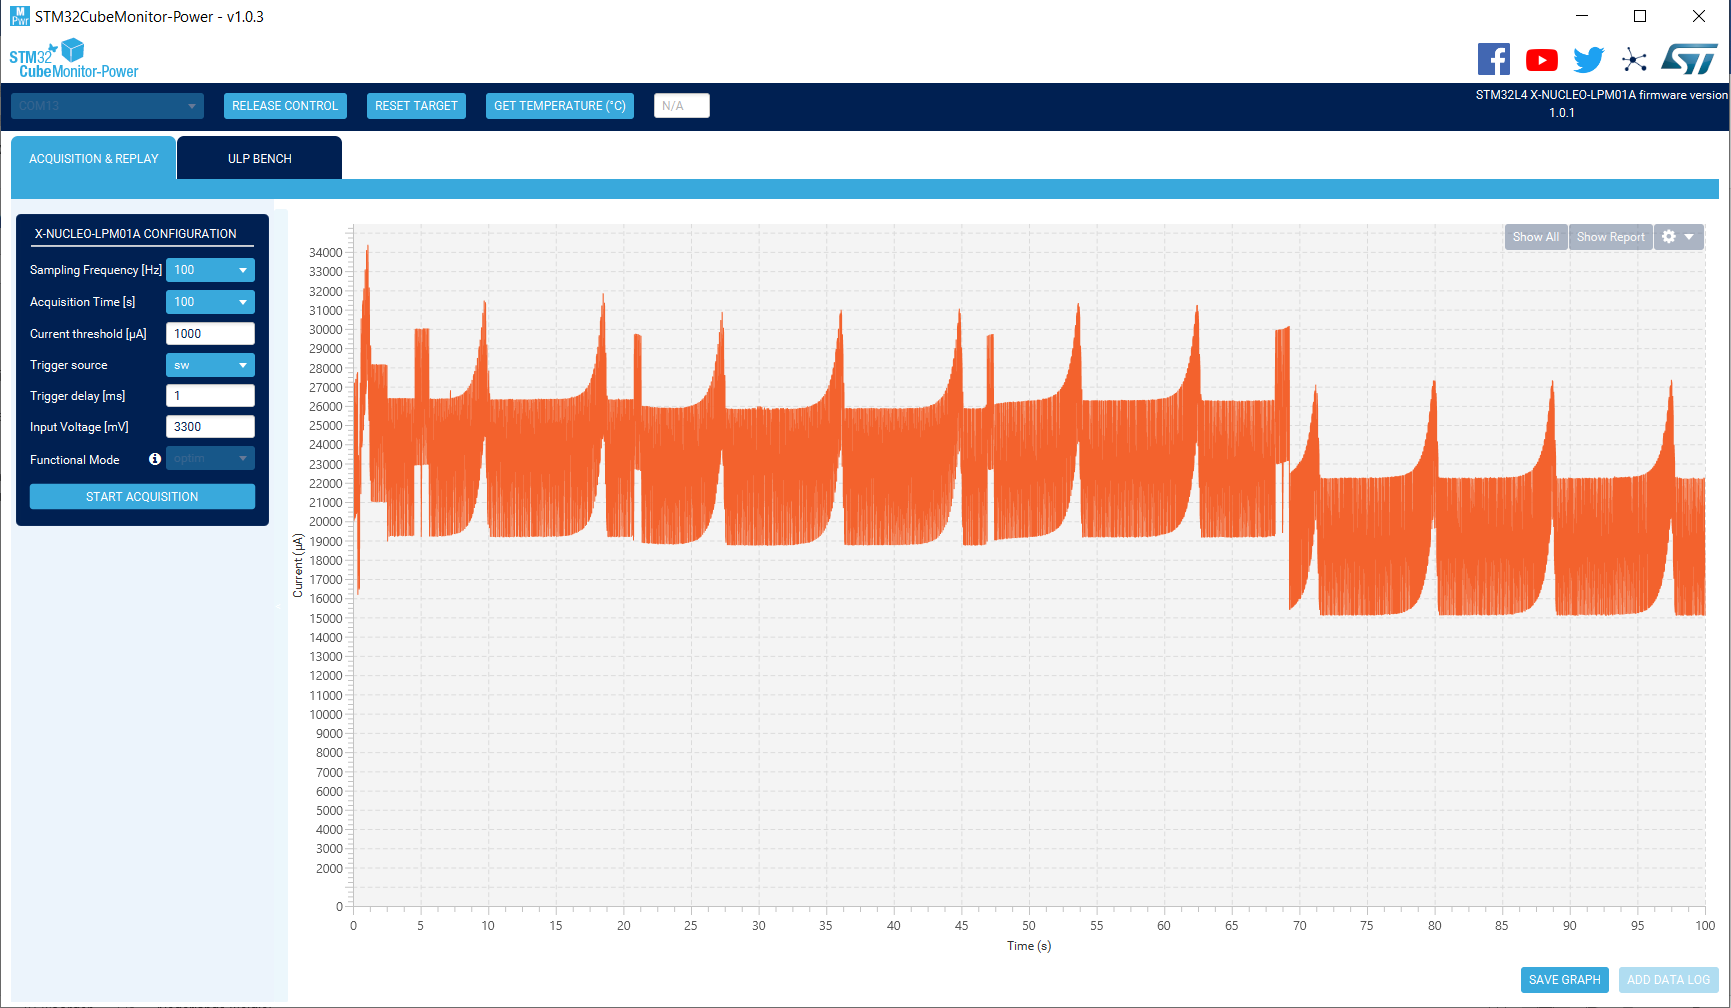 M
Pwr
STM32CubeMonitor-Power - v1.0.3
STM32
CubeMonitor-Power
COM13
RELEASE CONTROL
RESET TARGET
GET TEMPERATURE (°C)
N/A
STM32L4 X-NUCLEO-LPM01A firmware version
1.0.1
ACQUISITION & REPLAY
ULP BENCH
X-NUCLEO-LPM01A CONFIGURATION
Sampling Frequency [Hz] 100
Acquisition Time [s] 100
Current threshold [µA] 1000
Trigger source sw
Trigger delay [ms] 1
Input Voltage [mV] 3300
Functional Mode optim
START ACQUISITION
Show All
Show Report
Current (µA)
34000
33000
32000
31000
30000
29000
28000
27000
26000
25000
24000
23000
22000
21000
20000
19000
18000
17000
16000
15000
14000
13000
12000
11000
10000
9000
8000
7000
6000
5000
4000
3000
2000
0
0 5 10 15 20 25 30 35 40 45 50 55 60 65 70 75 80 85 90 95 100
Time (s)
SAVE GRAPH
ADD DATA LOG